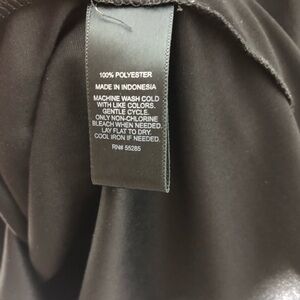 100% POLYESTER
MADE IN INDONESIA
MACHINE WASH COLD
WITH LIKE COLORS.
GENTLE CYCLE.
ONLY NON-CHLORINE
BLEACH WHEN NEEDED.
LAY FLAT TO DRY.
COOL IRON IF NEEDED.
RN# 55285